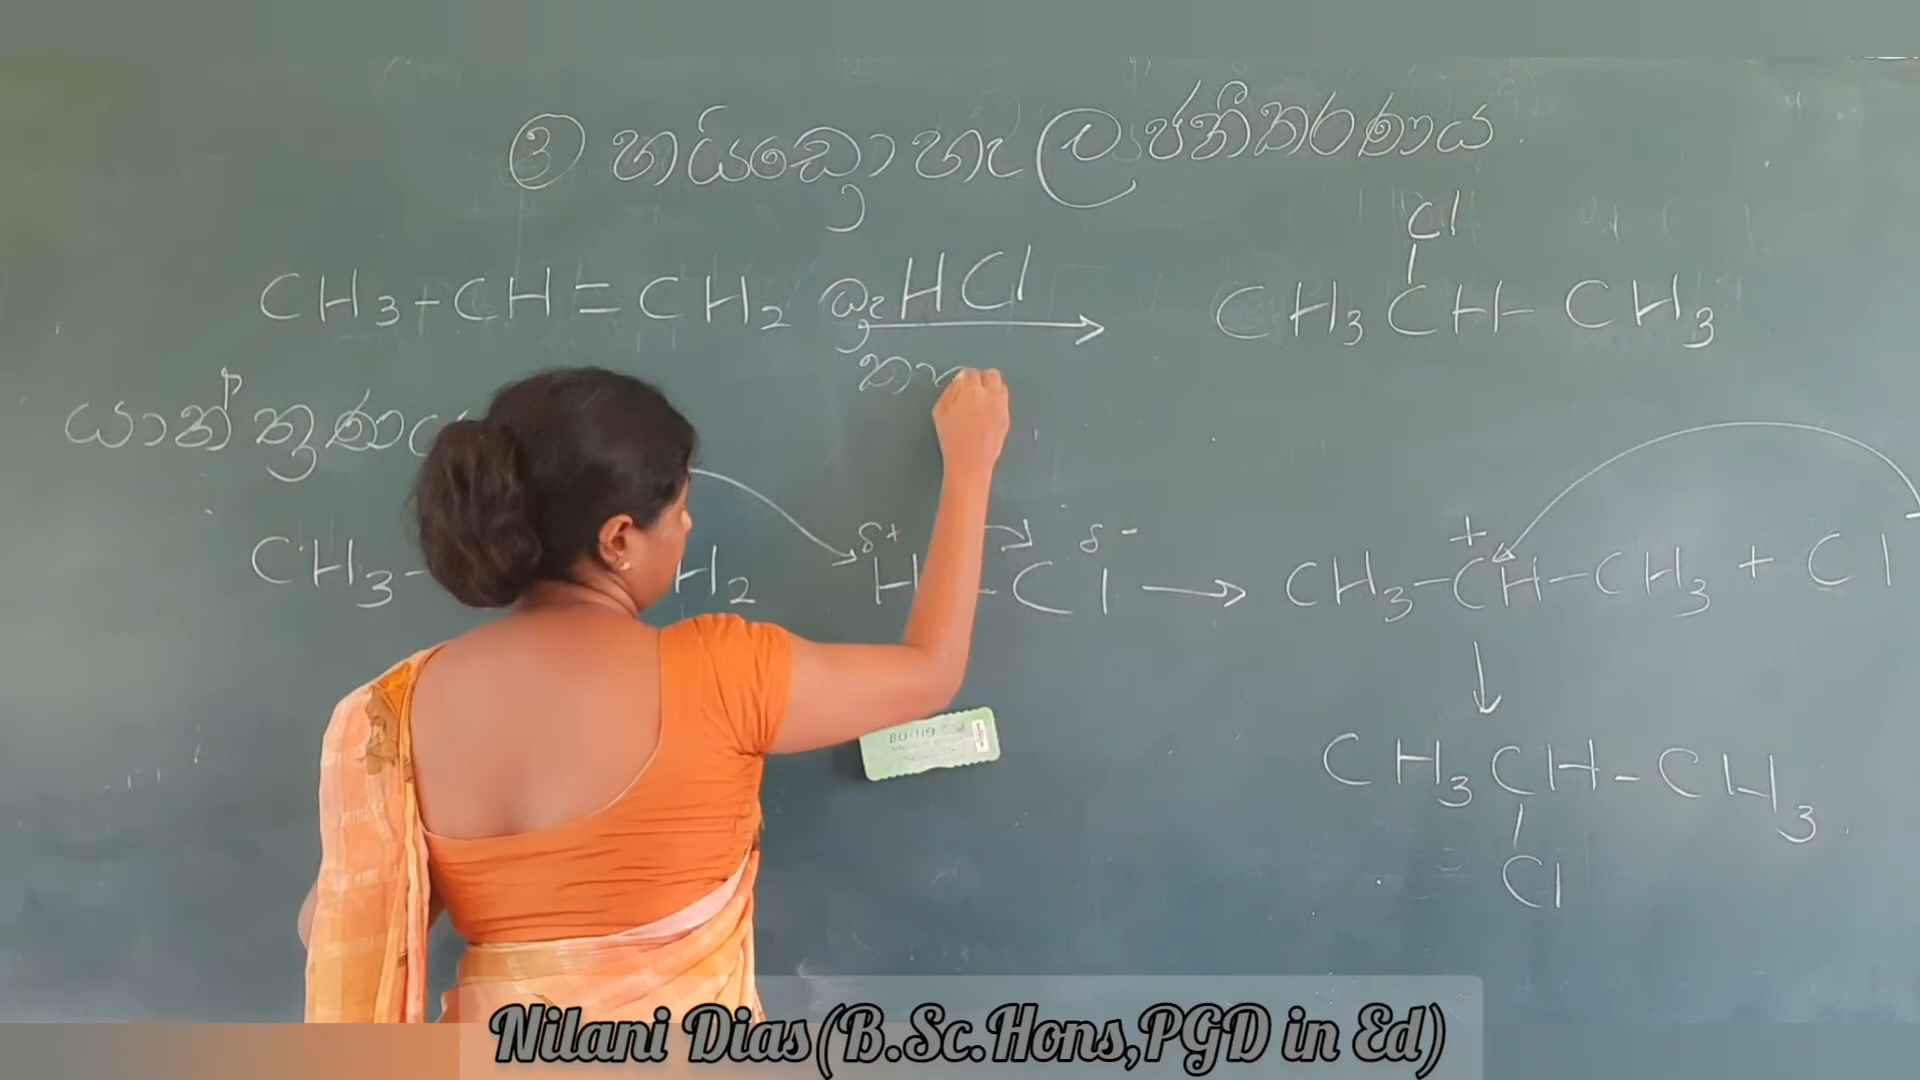 ③ හයිඩ්‍රොහැලජනීකරණය
Cl
CH3-CH=CH2 සාHCl → CH3CH-CH3
යාන්ත්‍රණය
δ+ δ- +
CH3- H2 H-Cl → CH3-CH-CH3 + Cl
↓
CH3CH-CH3
Cl
Nilani Dias(B.Sc.Hons,PGD in Ed)